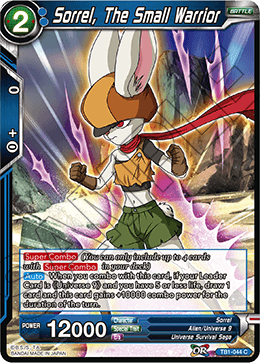 2
Sorrel, The Small Warrior
BATTLE
0 + 0
Super Combo (You can only include up to 4 cards
with Super Combo in your deck)
Auto When you combo with this card, if your Leader
Card is《Universe 9》and you have 5 or less life, draw 1
card and this card gains +10000 combo power for the
duration of the turn.
POWER 12000
Character Sorrel
Special Trait Alien/Universe 9
Era Universe Survival Saga
BANDAI MADE IN JAPAN
TB1-044 C